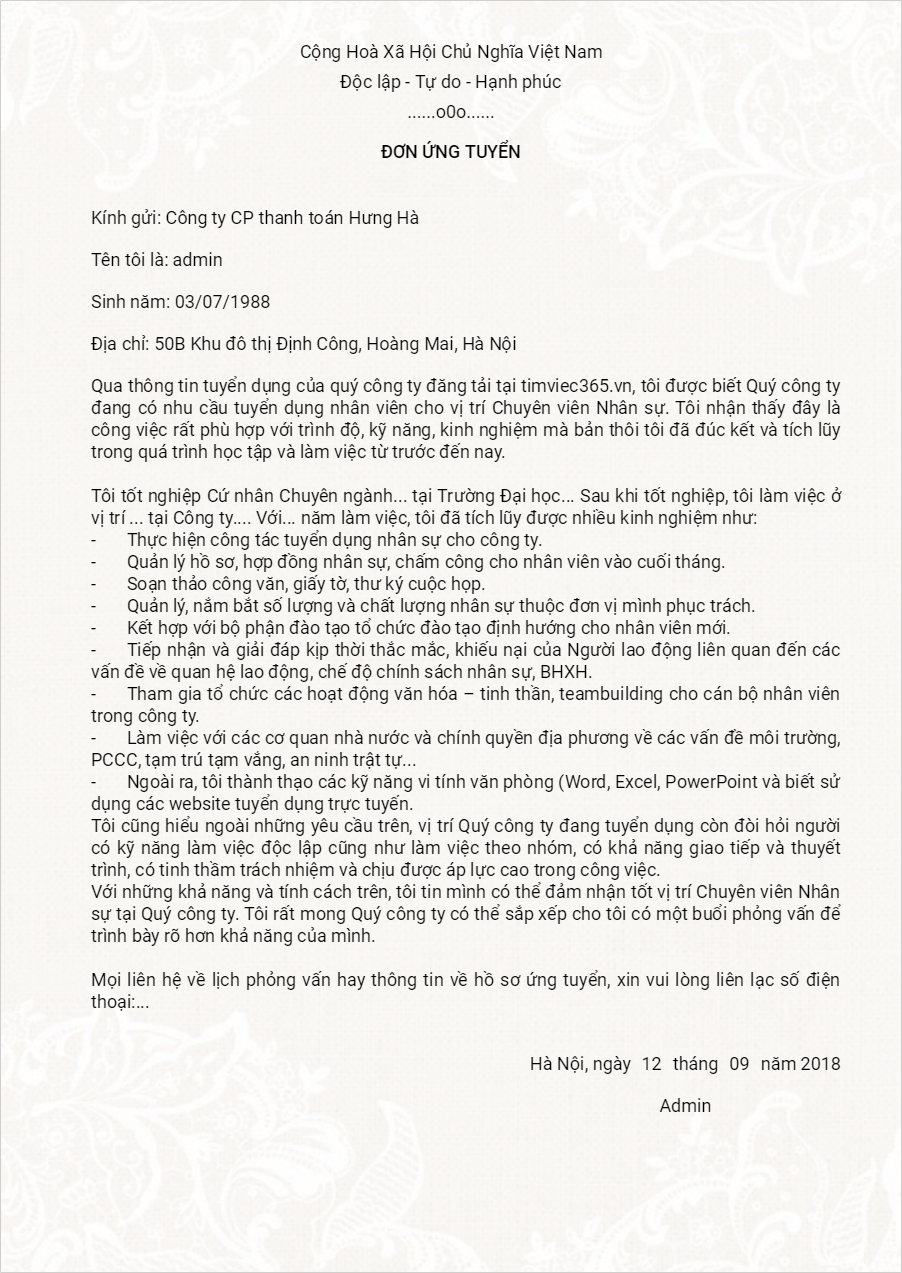 Cộng Hoà Xã Hội Chủ Nghĩa Việt Nam
Độc lập - Tự do - Hạnh phúc
......o0o......
ĐƠN ỨNG TUYỂN
Kính gửi: Công ty CP thanh toán Hưng Hà
Tên tôi là: admin
Sinh năm: 03/07/1988
Địa chỉ: 50B Khu đô thị Định Công, Hoàng Mai, Hà Nội
Qua thông tin tuyển dụng của quý công ty đăng tải tại timviec365.vn, tôi được biết Quý công ty
đang có nhu cầu tuyển dụng nhân viên cho vị trí Chuyên viên Nhân sự. Tôi nhận thấy đây là
công việc rất phù hợp với trình độ, kỹ năng, kinh nghiệm mà bản thôi tôi đã đúc kết và tích lũy
trong quá trình học tập và làm việc từ trước đến nay.
Tôi tốt nghiệp Cứ nhân Chuyên ngành... tại Trường Đại học... Sau khi tốt nghiệp, tôi làm việc ở
vị trí ... tại Công ty.... Với... năm làm việc, tôi đã tích lũy được nhiều kinh nghiệm như:
- Thực hiện công tác tuyển dụng nhân sự cho công ty.
- Quản lý hồ sơ, hợp đồng nhân sự, chấm công cho nhân viên vào cuối tháng.
- Soạn thảo công văn, giấy tờ, thư ký cuộc họp.
- Quản lý, nắm bắt số lượng và chất lượng nhân sự thuộc đơn vị mình phục trách.
- Kết hợp với bộ phận đào tạo tổ chức đào tạo định hướng cho nhân viên mới.
- Tiếp nhận và giải đáp kịp thời thắc mắc, khiếu nại của Người lao động liên quan đến các
vấn đề về quan hệ lao động, chế độ chính sách nhân sự, BHXH.
- Tham gia tổ chức các hoạt động văn hóa – tinh thần, teambuilding cho cán bộ nhân viên
trong công ty.
- Làm việc với các cơ quan nhà nước và chính quyền địa phương về các vấn đề môi trường,
PCCC, tạm trú tạm vắng, an ninh trật tự...
- Ngoài ra, tôi thành thạo các kỹ năng vi tính văn phòng (Word, Excel, PowerPoint và biết sử
dụng các website tuyển dụng trực tuyến.
Tôi cũng hiểu ngoài những yêu cầu trên, vị trí Quý công ty đang tuyển dụng còn đòi hỏi người
có kỹ năng làm việc độc lập cũng như làm việc theo nhóm, có khả năng giao tiếp và thuyết
trình, có tinh thầm trách nhiệm và chịu được áp lực cao trong công việc.
Với những khả năng và tính cách trên, tôi tin mình có thể đảm nhận tốt vị trí Chuyên viên Nhân
sự tại Quý công ty. Tôi rất mong Quý công ty có thể sắp xếp cho tôi có một buổi phỏng vấn để
trình bày rõ hơn khả năng của mình.
Mọi liên hệ về lịch phỏng vấn hay thông tin về hồ sơ ứng tuyển, xin vui lòng liên lạc số điện
thoại:...
Hà Nội, ngày 12 tháng 09 năm 2018
Admin